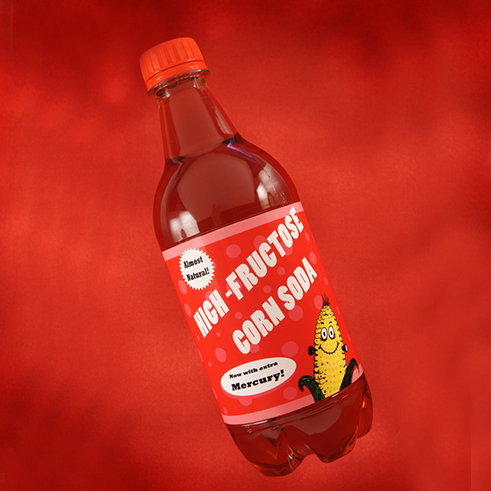 Almost
Natural!
HIGH-FRUCTOSE
CORN SODA
Now with extra
Mercury!